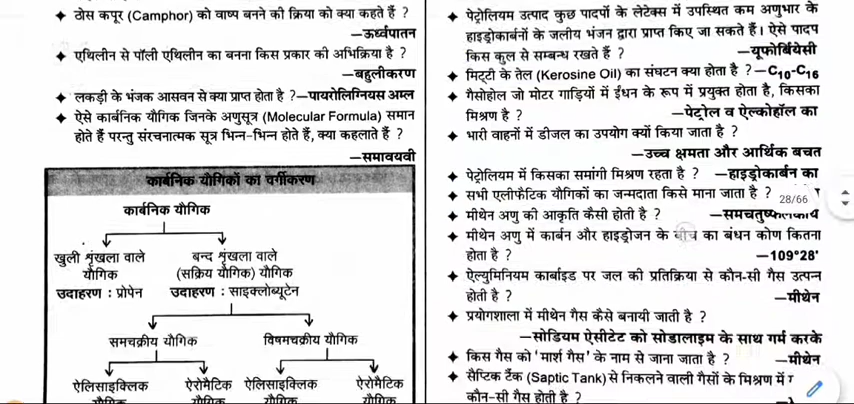 ✦ ठोस कपूर (Camphor) को वाष्प बनने की क्रिया को क्या कहते हैं ?
—ऊर्ध्वपातन
✦ एथिलीन से पॉली एथिलीन का बनना किस प्रकार की अभिक्रिया है ?
—बहुलीकरण
✦ लकड़ी के भंजक आसवन से क्या प्राप्त होता है ?—पायरोलिग्नियस अम्ल
✦ ऐसे कार्बनिक यौगिक जिनके अणुसूत्र (Molecular Formula) समान
होते हैं परन्तु संरचनात्मक सूत्र भिन्न-भिन्न होते हैं, क्या कहलाते हैं ?
—समावयवी
कार्बनिक यौगिकों का वर्गीकरण
कार्बनिक यौगिक
खुली शृंखला वाले बन्द शृंखला वाले
यौगिक (सक्रिय यौगिक) यौगिक
उदाहरण : प्रोपेन उदाहरण : साइक्लोब्यूटेन
समचक्रीय यौगिक विषमचक्रीय यौगिक
ऐलिसाइक्लिक ऐरोमैटिक ऐलिसाइक्लिक ऐरोमैटिक
यौगिक यौगिक यौगिक यौगिक
✦ पेट्रोलियम उत्पाद कुछ पादपों के लेटेक्स में उपस्थित कम अणुभार के
हाइड्रोकार्बनों के जलीय भंजन द्वारा प्राप्त किए जा सकते हैं। ऐसे पादप
किस कुल से सम्बन्ध रखते हैं ? —यूफोर्बियेसी
✦ मिट्टी के तेल (Kerosine Oil) का संघटन क्या होता है ?—C₁₀-C₁₆
✦ गैसोहोल जो मोटर गाड़ियों में ईंधन के रूप में प्रयुक्त होता है, किसका
मिश्रण है ? —पेट्रोल व ऐल्कोहॉल का
✦ भारी वाहनों में डीजल का उपयोग क्यों किया जाता है ?
—उच्च क्षमता और आर्थिक बचत
✦ पेट्रोलियम में किसका समांगी मिश्रण रहता है ? —हाइड्रोकार्बन का
✦ सभी एलीफैटिक यौगिकों का जन्मदाता किसे माना जाता है ?
28/66
✦ मीथेन अणु की आकृति कैसी होती है ? —समचतुष्फलकीय
✦ मीथेन अणु में कार्बन और हाइड्रोजन के बीच का बंधन कोण कितना
होता है ? —109°28'
✦ ऐल्युमिनियम कार्बाइड पर जल की प्रतिक्रिया से कौन-सी गैस उत्पन्न
होती है ? —मीथेन
✦ प्रयोगशाला में मीथेन गैस कैसे बनायी जाती है ?
—सोडियम ऐसीटेट को सोडालाइम के साथ गर्म करके
✦ किस गैस को 'मार्श गैस' के नाम से जाना जाता है ? —मीथेन
✦ सैप्टिक टैंक (Saptic Tank) से निकलने वाली गैसों के मिश्रण में
कौन-सी गैस होती है ?